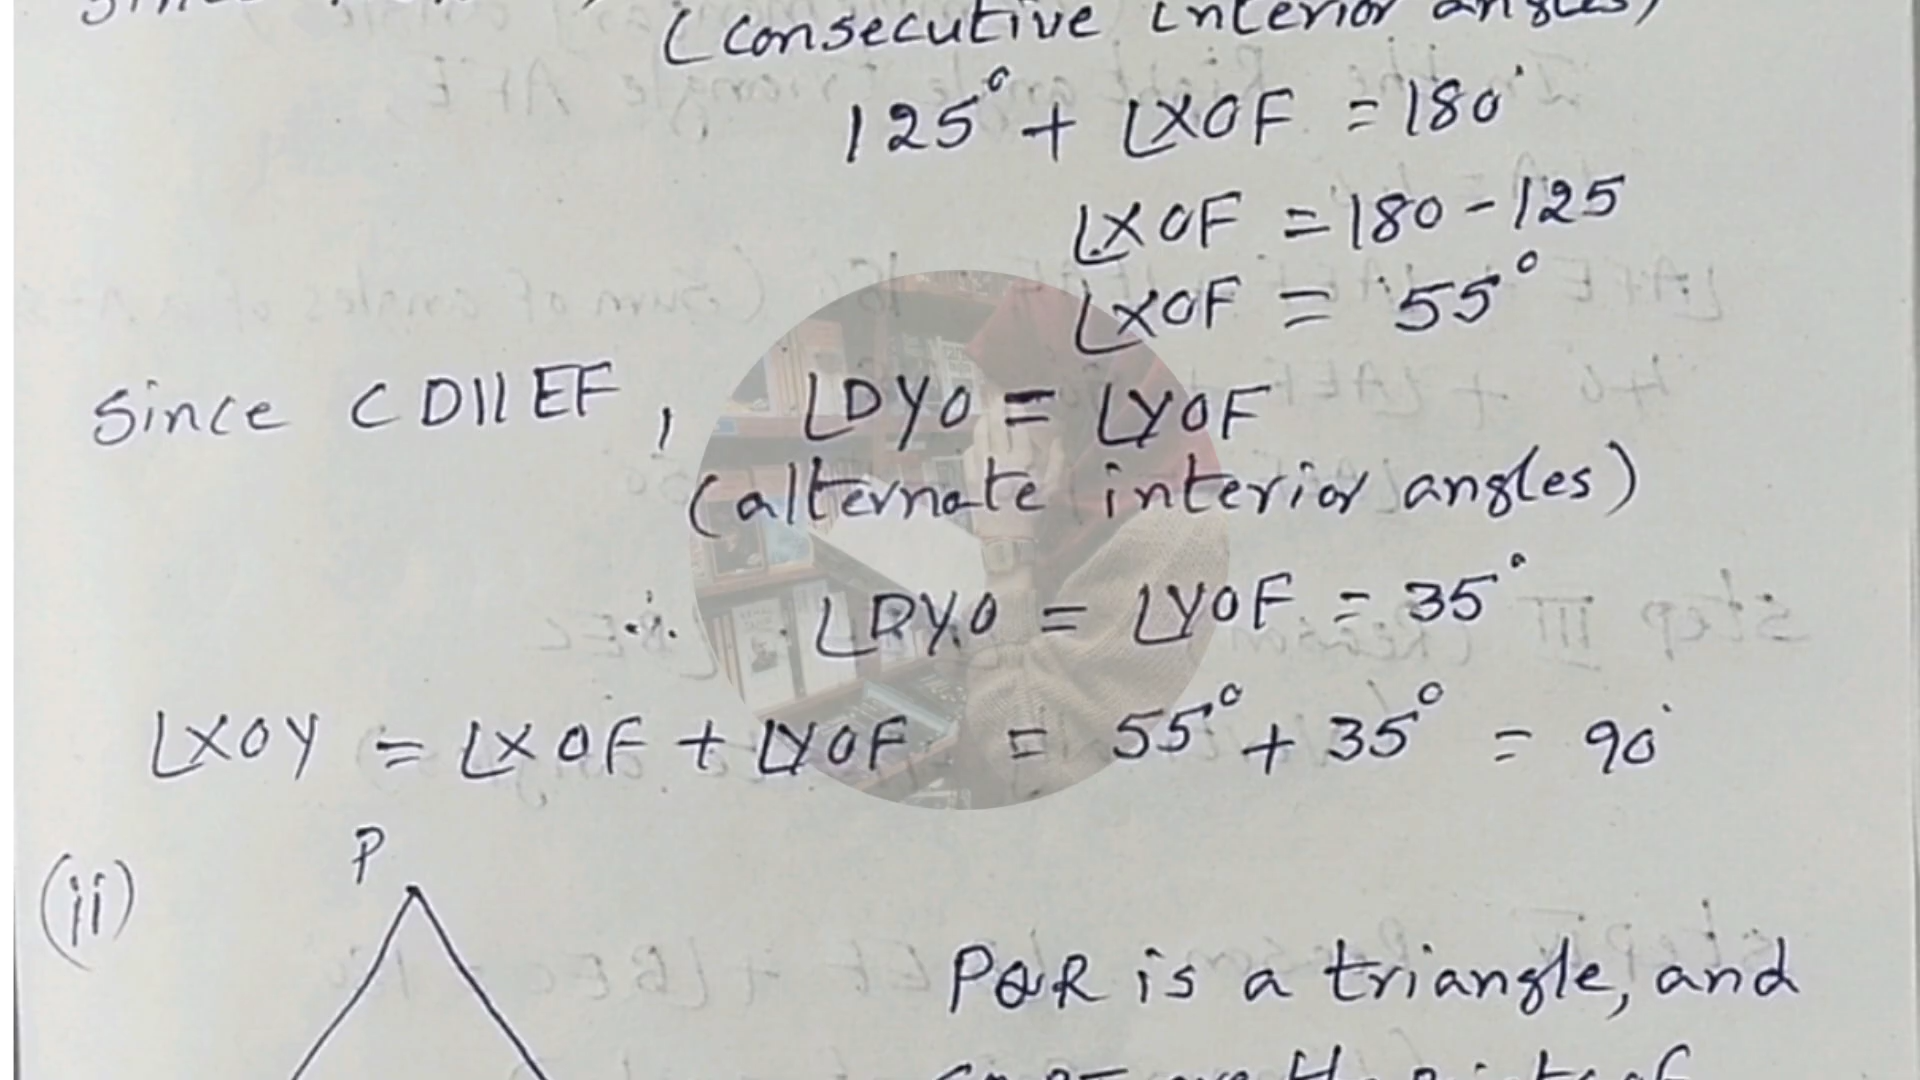 Since
(consecutive interior angles)
125° + ∠XOF = 180°
∠XOF = 180 - 125
∠XOF = 55°
Since CD || EF, ∠DYO = ∠YOF
(alternate interior angles)
∴ ∠DYO = ∠YOF = 35°
∠XOY = ∠XOF + ∠YOF = 55° + 35° = 90°
(ii)
P
PQR is a triangle, and